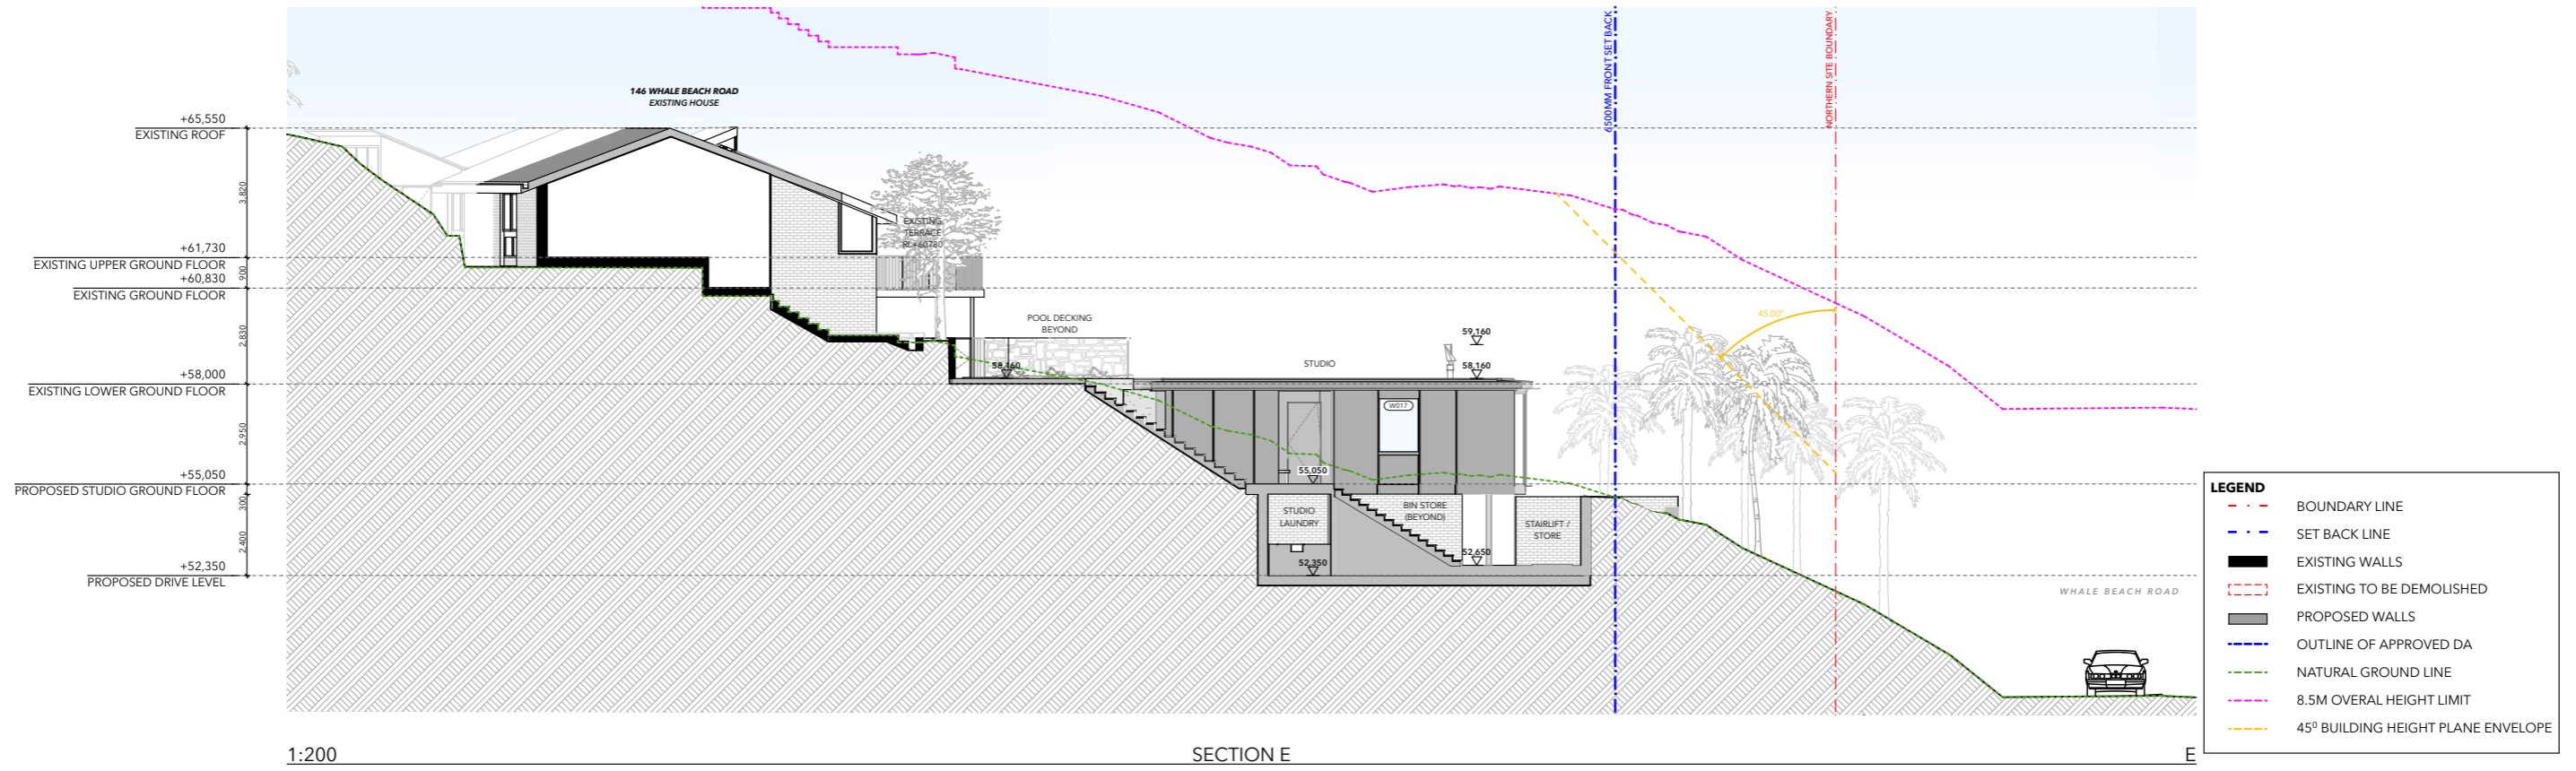 6500MM FRONT SET BACK
NORTHERN SITE BOUNDARY
146 WHALE BEACH ROAD
EXISTING HOUSE
+65,550
EXISTING ROOF
3,820
+61,730
EXISTING UPPER GROUND FLOOR
900
+60,830
EXISTING GROUND FLOOR
2,830
+58,000
EXISTING LOWER GROUND FLOOR
2,950
+55,050
PROPOSED STUDIO GROUND FLOOR
300
2,400
+52,350
PROPOSED DRIVE LEVEL
EXISTING
TERRACE
RL+60780
POOL DECKING
BEYOND
58,160
STUDIO
59,160
58,160
45.00°
W017
55,050
STUDIO
LAUNDRY
BIN STORE
(BEYOND)
STAIRLIFT /
STORE
52,650
52,350
WHALE BEACH ROAD
LEGEND
BOUNDARY LINE
SET BACK LINE
EXISTING WALLS
EXISTING TO BE DEMOLISHED
PROPOSED WALLS
OUTLINE OF APPROVED DA
NATURAL GROUND LINE
8.5M OVERAL HEIGHT LIMIT
45⁰ BUILDING HEIGHT PLANE ENVELOPE
1:200
SECTION E
E